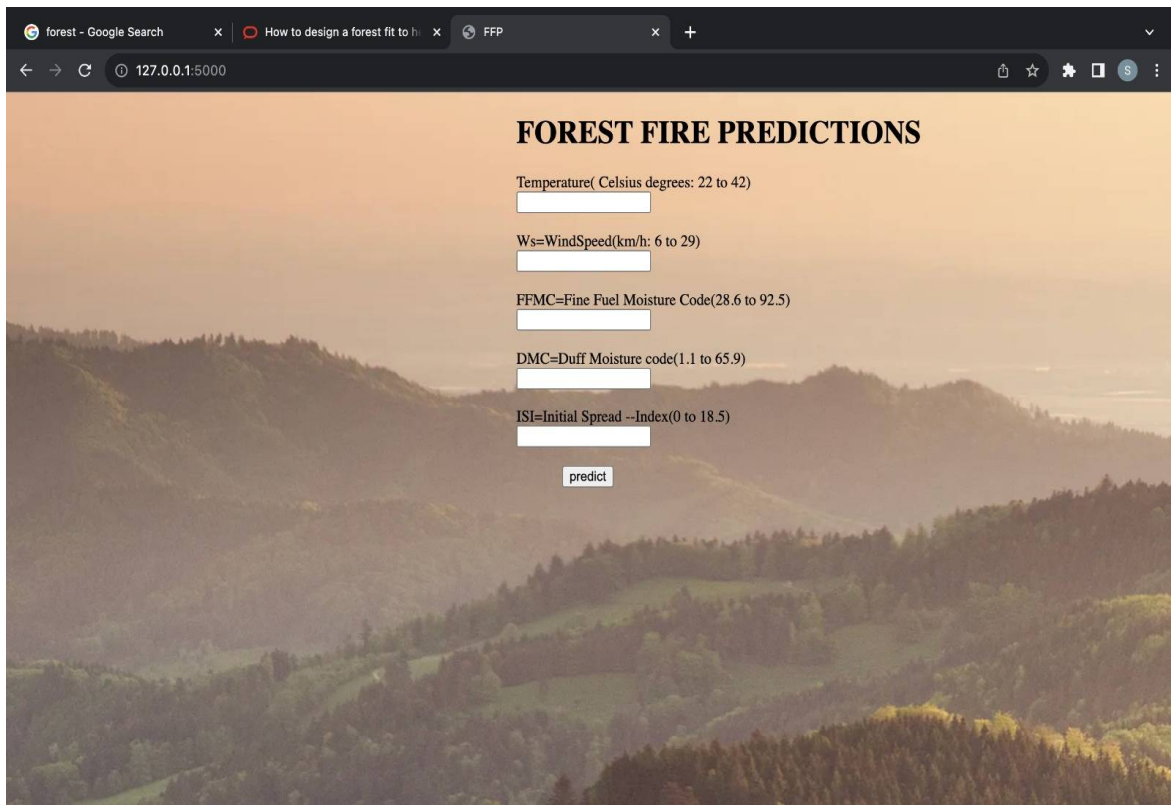 forest - Google Search
How to design a forest fit to h
FFP
127.0.0.1:5000
S
FOREST FIRE PREDICTIONS
Temperature( Celsius degrees: 22 to 42)
Ws=WindSpeed(km/h: 6 to 29)
FFMC=Fine Fuel Moisture Code(28.6 to 92.5)
DMC=Duff Moisture code(1.1 to 65.9)
ISI=Initial Spread --Index(0 to 18.5)
predict